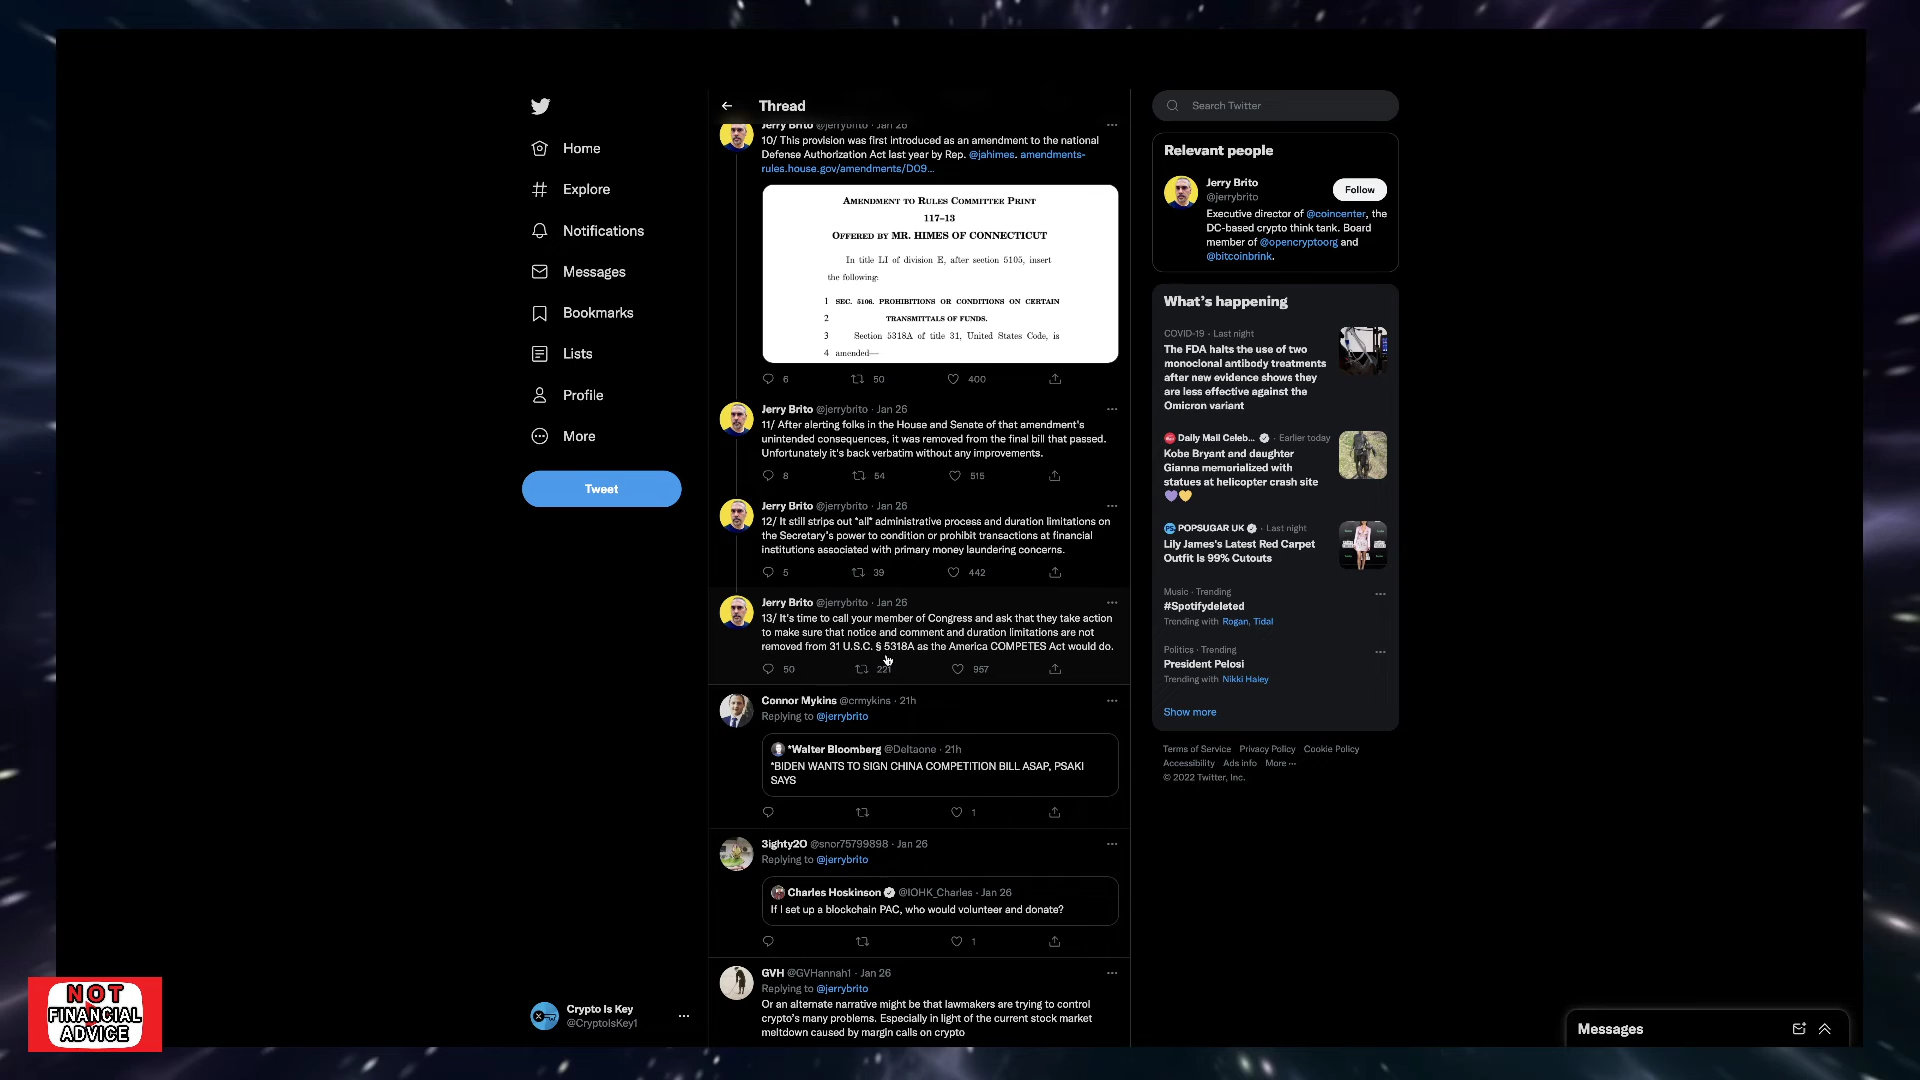 Home
Explore
Notifications
Messages
Bookmarks
Lists
Profile
More
Tweet
Crypto Is Key
@CryptoIsKey1
NOT
FINANCIAL
ADVICE
Thread
Jerry Brito @jerrybrito · Jan 26
10/ This provision was first introduced as an amendment to the national
Defense Authorization Act last year by Rep. @jahimes. amendments-
rules.house.gov/amendments/D09...
AMENDMENT TO RULES COMMITTEE PRINT
117–13
OFFERED BY MR. HIMES OF CONNECTICUT
In title LI of division E, after section 5105, insert
the following:
1 SEC. 5106. PROHIBITIONS OR CONDITIONS ON CERTAIN
2 TRANSMITTALS OF FUNDS.
3 Section 5318A of title 31, United States Code, is
4 amended—
6 50 400
Jerry Brito @jerrybrito · Jan 26
11/ After alerting folks in the House and Senate of that amendment's
unintended consequences, it was removed from the final bill that passed.
Unfortunately it's back verbatim without any improvements.
8 54 515
Jerry Brito @jerrybrito · Jan 26
12/ It still strips out *all* administrative process and duration limitations on
the Secretary's power to condition or prohibit transactions at financial
institutions associated with primary money laundering concerns.
5 39 442
Jerry Brito @jerrybrito · Jan 26
13/ It's time to call your member of Congress and ask that they take action
to make sure that notice and comment and duration limitations are not
removed from 31 U.S.C. § 5318A as the America COMPETES Act would do.
50 221 957
Connor Mykins @crmykins · 21h
Replying to @jerrybrito
*Walter Bloomberg @Deltaone · 21h
*BIDEN WANTS TO SIGN CHINA COMPETITION BILL ASAP, PSAKI
SAYS
1
3ighty2O @snor75799898 · Jan 26
Replying to @jerrybrito
Charles Hoskinson @IOHK_Charles · Jan 26
If I set up a blockchain PAC, who would volunteer and donate?
1
GVH @GVHannah1 · Jan 26
Replying to @jerrybrito
Or an alternate narrative might be that lawmakers are trying to control
crypto's many problems. Especially in light of the current stock market
meltdown caused by margin calls on crypto
Search Twitter
Relevant people
Jerry Brito
@jerrybrito
Follow
Executive director of @coincenter, the
DC-based crypto think tank. Board
member of @opencryptoorg and
@bitcoinbrink.
What's happening
COVID-19 · Last night
The FDA halts the use of two
monoclonal antibody treatments
after new evidence shows they
are less effective against the
Omicron variant
Daily Mail Celeb... · Earlier today
Kobe Bryant and daughter
Gianna memorialized with
statues at helicopter crash site
💜💛
POPSUGAR UK · Last night
Lily James's Latest Red Carpet
Outfit Is 99% Cutouts
Music · Trending
#Spotifydeleted
Trending with Rogan, Tidal
Politics · Trending
President Pelosi
Trending with Nikki Haley
Show more
Terms of Service Privacy Policy Cookie Policy
Accessibility Ads info More ···
© 2022 Twitter, Inc.
Messages